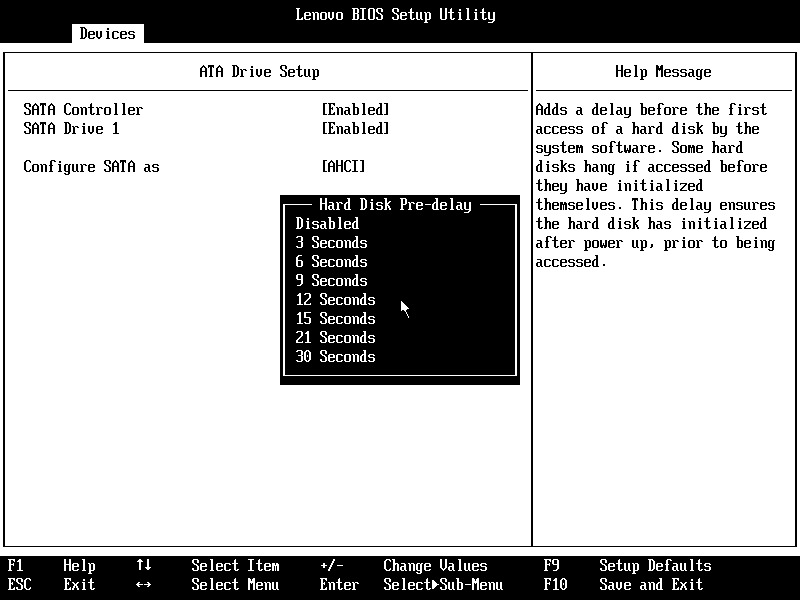 Lenovo BIOS Setup Utility
Devices
ATA Drive Setup
SATA Controller [Enabled]
SATA Drive 1 [Enabled]
Configure SATA as [AHCI]
Hard Disk Pre-delay
Disabled
3 Seconds
6 Seconds
9 Seconds
12 Seconds
15 Seconds
21 Seconds
30 Seconds
Help Message
Adds a delay before the first
access of a hard disk by the
system software. Some hard
disks hang if accessed before
they have initialized
themselves. This delay ensures
the hard disk has initialized
after power up, prior to being
accessed.
F1 Help ↑↓ Select Item +/- Change Values F9 Setup Defaults
ESC Exit ↔ Select Menu Enter Select▶Sub-Menu F10 Save and Exit